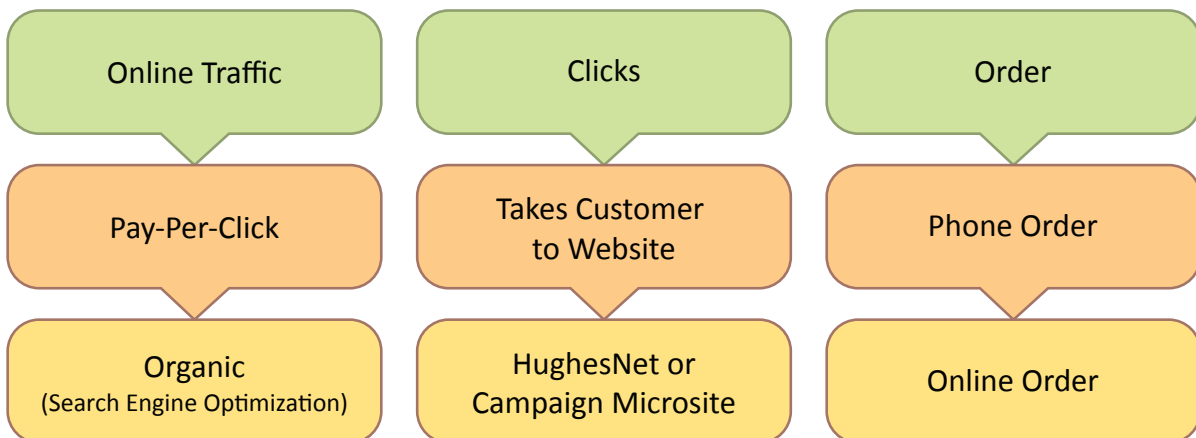 Online Traffic
Clicks
Order
Pay-Per-Click
Takes Customer
to Website
Phone Order
Organic
(Search Engine Optimization)
HughesNet or
Campaign Microsite
Online Order